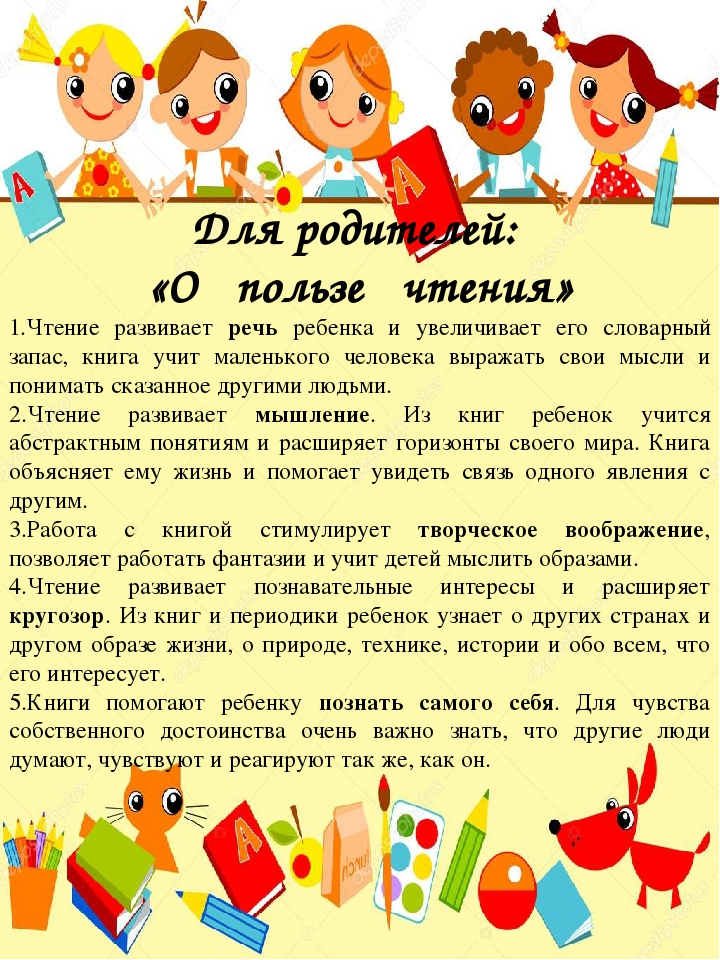 А
А
Для родителей:
«О пользе чтения»
1.Чтение развивает речь ребенка и увеличивает его словарный
запас, книга учит маленького человека выражать свои мысли и
понимать сказанное другими людьми.
2.Чтение развивает мышление. Из книг ребенок учится
абстрактным понятиям и расширяет горизонты своего мира. Книга
объясняет ему жизнь и помогает увидеть связь одного явления с
другим.
3.Работа с книгой стимулирует творческое воображение,
позволяет работать фантазии и учит детей мыслить образами.
4.Чтение развивает познавательные интересы и расширяет
кругозор. Из книг и периодики ребенок узнает о других странах и
другом образе жизни, о природе, технике, истории и обо всем, что
его интересует.
5.Книги помогают ребенку познать самого себя. Для чувства
собственного достоинства очень важно знать, что другие люди
думают, чувствуют и реагируют так же, как он.
А
lunch
depositphotos